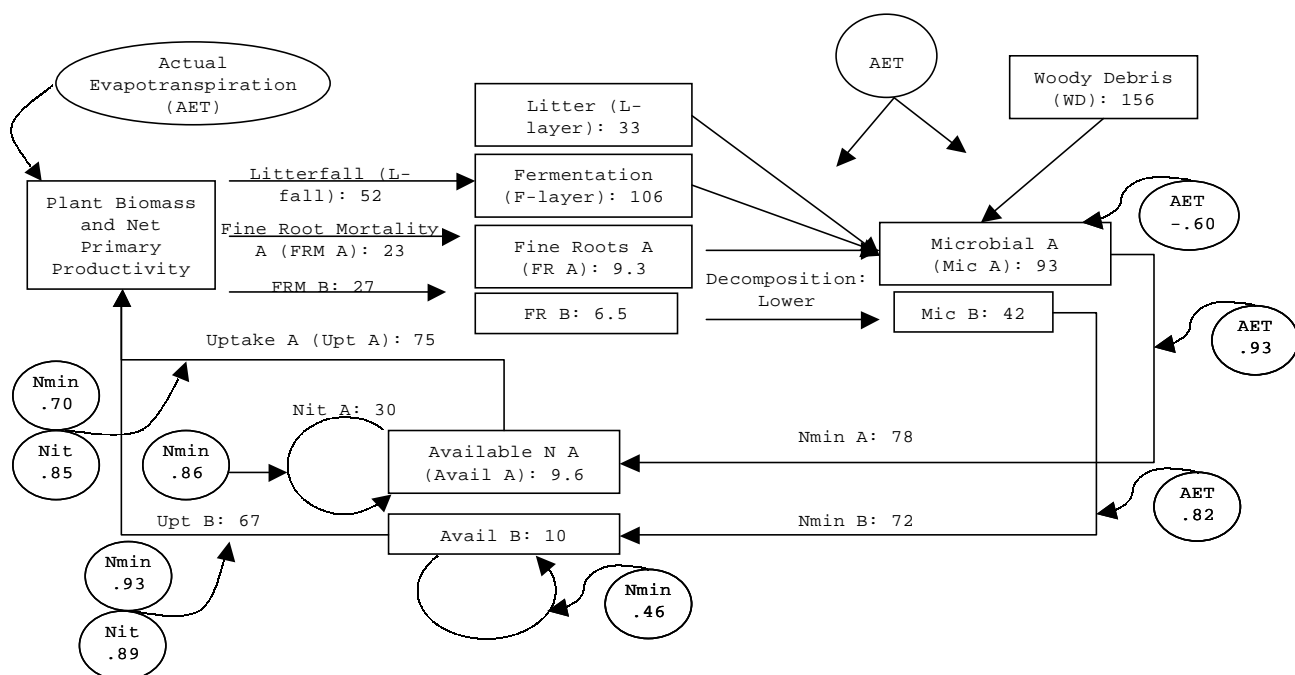 Actual
Evapotranspiration
(AET)
AET
Woody Debris
(WD): 156
Litter (L-
layer): 33
Litterfall (L-
fall): 52
Fermentation
(F-layer): 106
Plant Biomass
and Net
Primary
Productivity
AET
-.60
Fine Root Mortality
A (FRM A): 23
Fine Roots A
(FR A): 9.3
Microbial A
(Mic A): 93
FRM B: 27
FR B: 6.5
Decomposition:
Lower
Mic B: 42
AET
.93
Uptake A (Upt A): 75
Nmin
.70
Nit
.85
Nit A: 30
Nmin
.86
Available N A
(Avail A): 9.6
Nmin A: 78
AET
.82
Upt B: 67
Avail B: 10
Nmin B: 72
Nmin
.93
Nit
.89
Nmin
.46